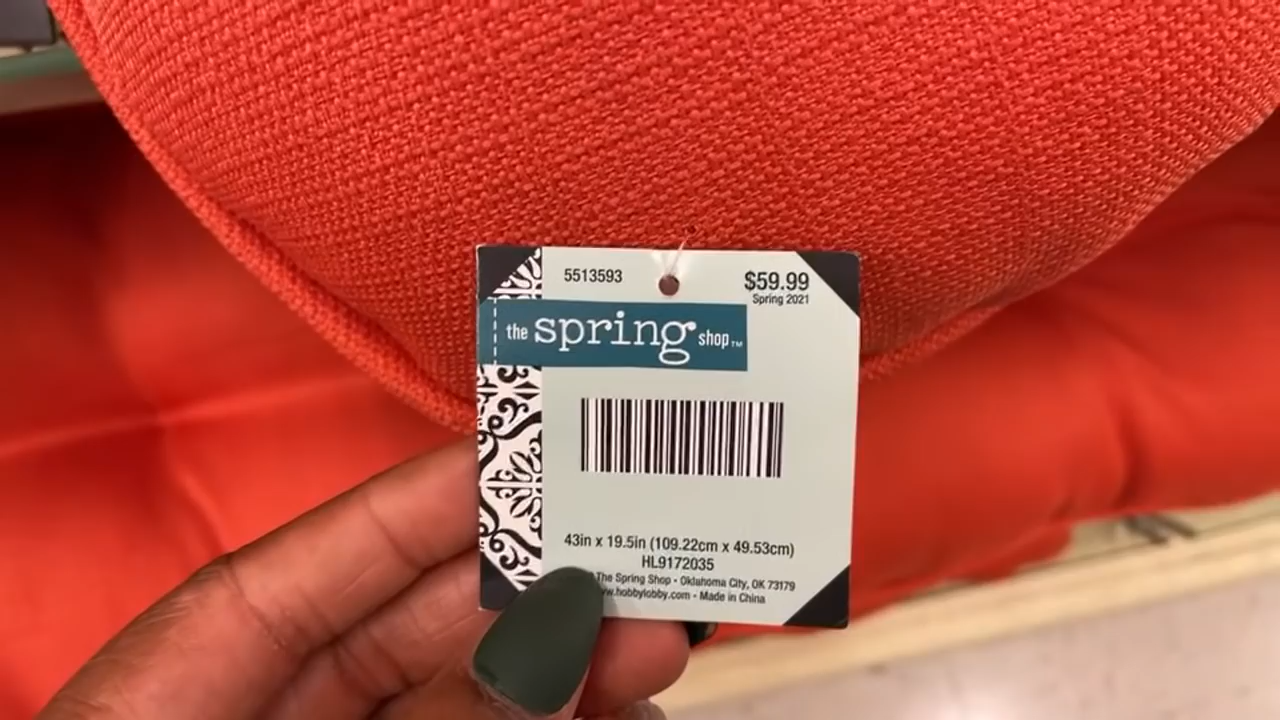 5513593
$59.99
Spring 2021
the spring shop™
43in x 19.5in (109.22cm x 49.53cm)
HL9172035
The Spring Shop • Oklahoma City, OK 73179
.hobbylobby.com • Made in China